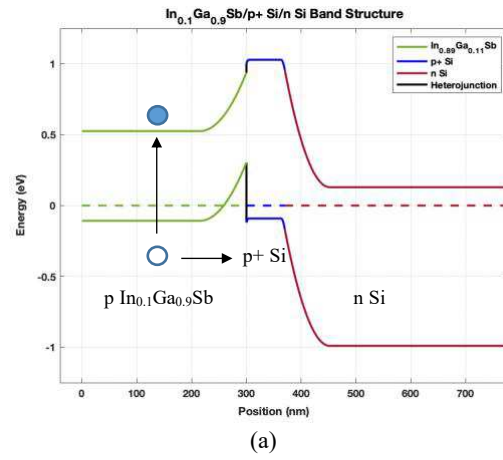 In0.1Ga0.9Sb/p+ Si/n Si Band Structure
In0.89Ga0.11Sb
p+ Si
n Si
Heterojunction
Energy (eV)
1
0.5
0
-0.5
-1
p+ Si
p In0.1Ga0.9Sb
n Si
0 100 200 300 400 500 600 700
Position (nm)
(a)